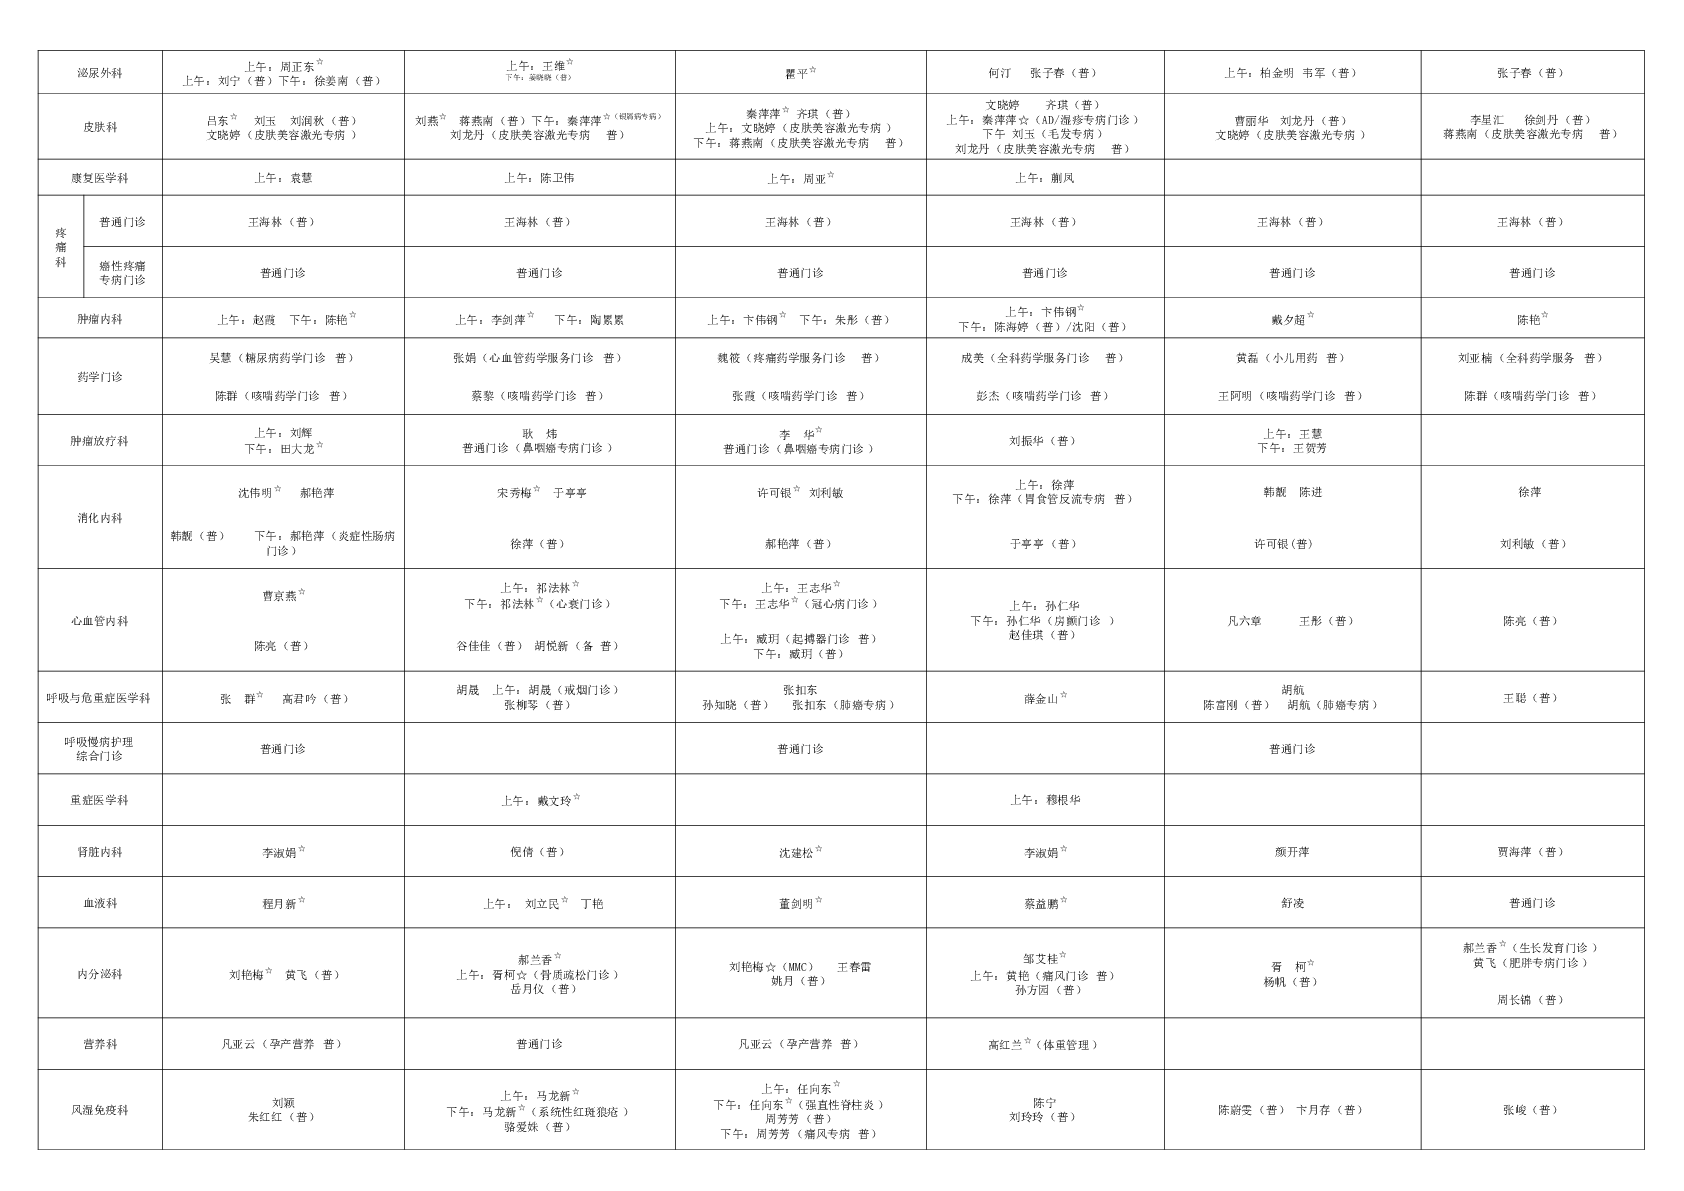 泌尿外科
上午：周正东☆
上午：刘宁（普）下午：徐姜南（普）
上午：王维☆
下午：姜晓晓（普）
瞿平☆
何汀 张子春（普）
上午：柏金明 韦军（普）
张子春（普）
皮肤科
吕东☆ 刘玉 刘润秋（普）
文晓婷（皮肤美容激光专病 ）
刘燕☆ 蒋燕南（普）下午：秦萍萍☆（银屑病专病）
刘龙丹（皮肤美容激光专病 普）
秦萍萍☆ 齐琪（普）
上午：文晓婷（皮肤美容激光专病 ）
下午：蒋燕南（皮肤美容激光专病 普）
文晓婷 齐琪（普）
上午：秦萍萍☆（AD/湿疹专病门诊）
下午 刘玉（毛发专病）
刘龙丹（皮肤美容激光专病 普）
曹丽华 刘龙丹（普）
文晓婷（皮肤美容激光专病 ）
李星汇 徐剑丹（普）
蒋燕南（皮肤美容激光专病 普）
康复医学科
上午：袁慧
上午：陈卫伟
上午：周亚☆
上午：蒯凤
疼
痛
科
普通门诊
王海林（普）
王海林（普）
王海林（普）
王海林（普）
王海林（普）
王海林（普）
癌性疼痛
专病门诊
普通门诊
普通门诊
普通门诊
普通门诊
普通门诊
普通门诊
肿瘤内科
上午：赵霞 下午：陈艳☆
上午：李剑萍☆ 下午：陶累累
上午：卞伟钢☆ 下午：朱彤（普）
上午：卞伟钢☆
下午：陈海婷（普）/沈阳（普）
戴夕超☆
陈艳☆
药学门诊
吴慧（糖尿病药学门诊 普）
陈群（咳喘药学门诊 普）
张娟（心血管药学服务门诊 普）
蔡黎（咳喘药学门诊 普）
魏筱（疼痛药学服务门诊 普）
张霞（咳喘药学门诊 普）
成美（全科药学服务门诊 普）
彭杰（咳喘药学门诊 普）
黄磊（小儿用药 普）
王阿明（咳喘药学门诊 普）
刘亚楠（全科药学服务 普）
陈群（咳喘药学门诊 普）
肿瘤放疗科
上午：刘辉
下午：田大龙☆
耿 炜
普通门诊（鼻咽癌专病门诊）
李 华☆
普通门诊（鼻咽癌专病门诊）
刘振华（普）
上午：王慧
下午：王贺芳
消化内科
沈伟明☆ 郝艳萍
韩靓（普） 下午：郝艳萍（炎症性肠病
门诊）
宋秀梅☆ 于亭亭
徐萍（普）
许可银☆ 刘利敏
郝艳萍（普）
上午：徐萍
下午：徐萍（胃食管反流专病 普）
于亭亭（普）
韩靓 陈进
许可银(普)
徐萍
刘利敏（普）
心血管内科
曹京燕☆
陈亮（普）
上午：祁法林☆
下午：祁法林☆（心衰门诊）
谷佳佳（普） 胡悦新（备 普）
上午：王志华☆
下午：王志华☆（冠心病门诊）
上午：臧玥（起搏器门诊 普）
下午：臧玥（普）
上午：孙仁华
下午：孙仁华（房颤门诊 ）
赵佳琪（普）
凡六章 王彤（普）
陈亮（普）
呼吸与危重症医学科
张 群☆ 高君吟（普）
胡晟 上午：胡晟（戒烟门诊）
张柳琴（普）
张扣东
孙知晓（普） 张扣东（肺癌专病）
薛金山☆
胡航
陈富刚（普） 胡航（肺癌专病）
王聪（普）
呼吸慢病护理
综合门诊
普通门诊
普通门诊
普通门诊
重症医学科
上午：戴文玲☆
上午：穆根华
肾脏内科
李淑娟☆
倪倩（普）
沈建松☆
李淑娟☆
颜开萍
贾海萍（普）
血液科
程月新☆
上午： 刘立民☆ 丁艳
董剑明☆
蔡益鹏☆
舒凌
普通门诊
内分泌科
刘艳梅☆ 黄飞（普）
郝兰香☆
上午：胥柯☆（骨质疏松门诊）
岳月仪（普）
刘艳梅☆（MMC） 王春雷
姚月（普）
邹艾桂☆
上午：黄艳（痛风门诊 普）
孙方园（普）
胥 柯☆
杨帆（普）
郝兰香☆（生长发育门诊）
黄飞（肥胖专病门诊）
周长锦（普）
营养科
凡亚云（孕产营养 普）
普通门诊
凡亚云（孕产营养 普）
高红兰☆（体重管理）
风湿免疫科
刘颖
朱红红（普）
上午：马龙新☆
下午：马龙新☆（系统性红斑狼疮）
骆爱姝（普）
上午：任向东☆
下午：任向东☆（强直性脊柱炎）
周芳芳（普）
下午：周芳芳（痛风专病 普）
陈宁
刘玲玲（普）
陈蔚雯（普） 卞月存（普）
张峻（普）